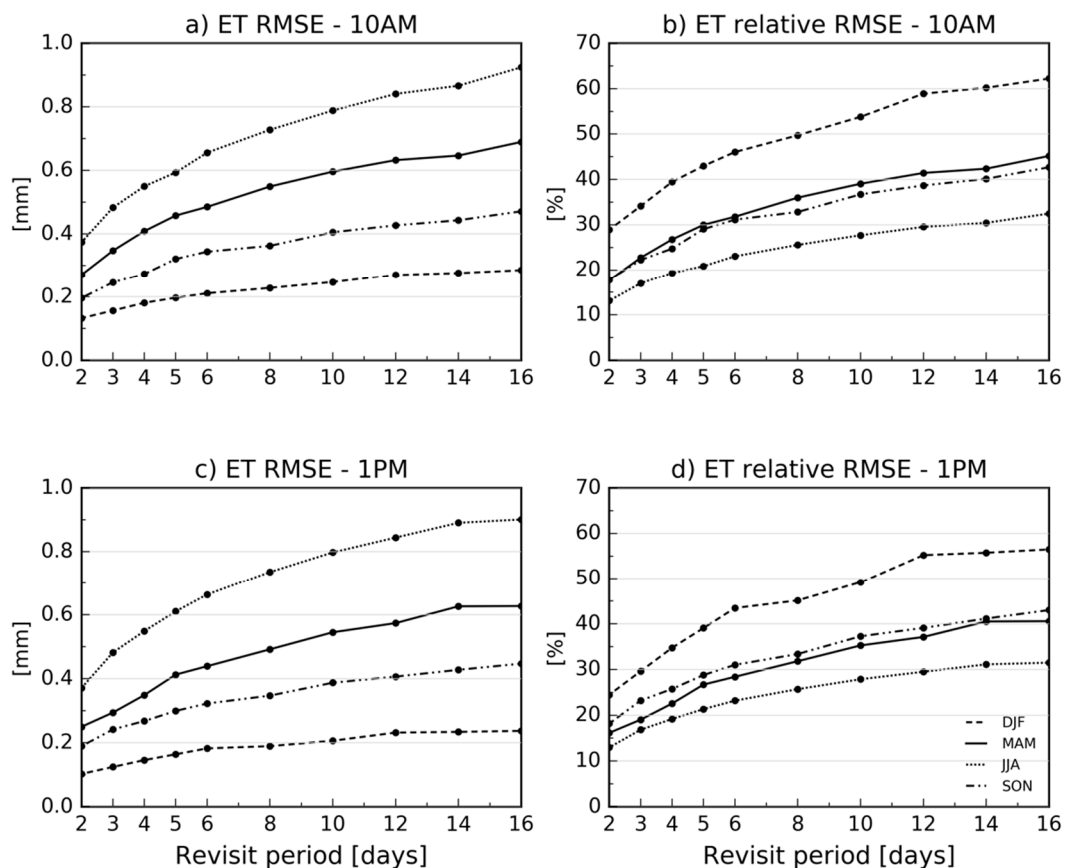 a) ET RMSE - 10AM
[mm]
1.0
0.8
0.6
0.4
0.2
0.0
2 3 4 5 6 8 10 12 14 16
b) ET relative RMSE - 10AM
[%]
70
60
50
40
30
20
10
0
2 3 4 5 6 8 10 12 14 16
c) ET RMSE - 1PM
[mm]
1.0
0.8
0.6
0.4
0.2
0.0
2 3 4 5 6 8 10 12 14 16
Revisit period [days]
d) ET relative RMSE - 1PM
[%]
70
60
50
40
30
20
10
0
DJF
MAM
JJA
SON
2 3 4 5 6 8 10 12 14 16
Revisit period [days]